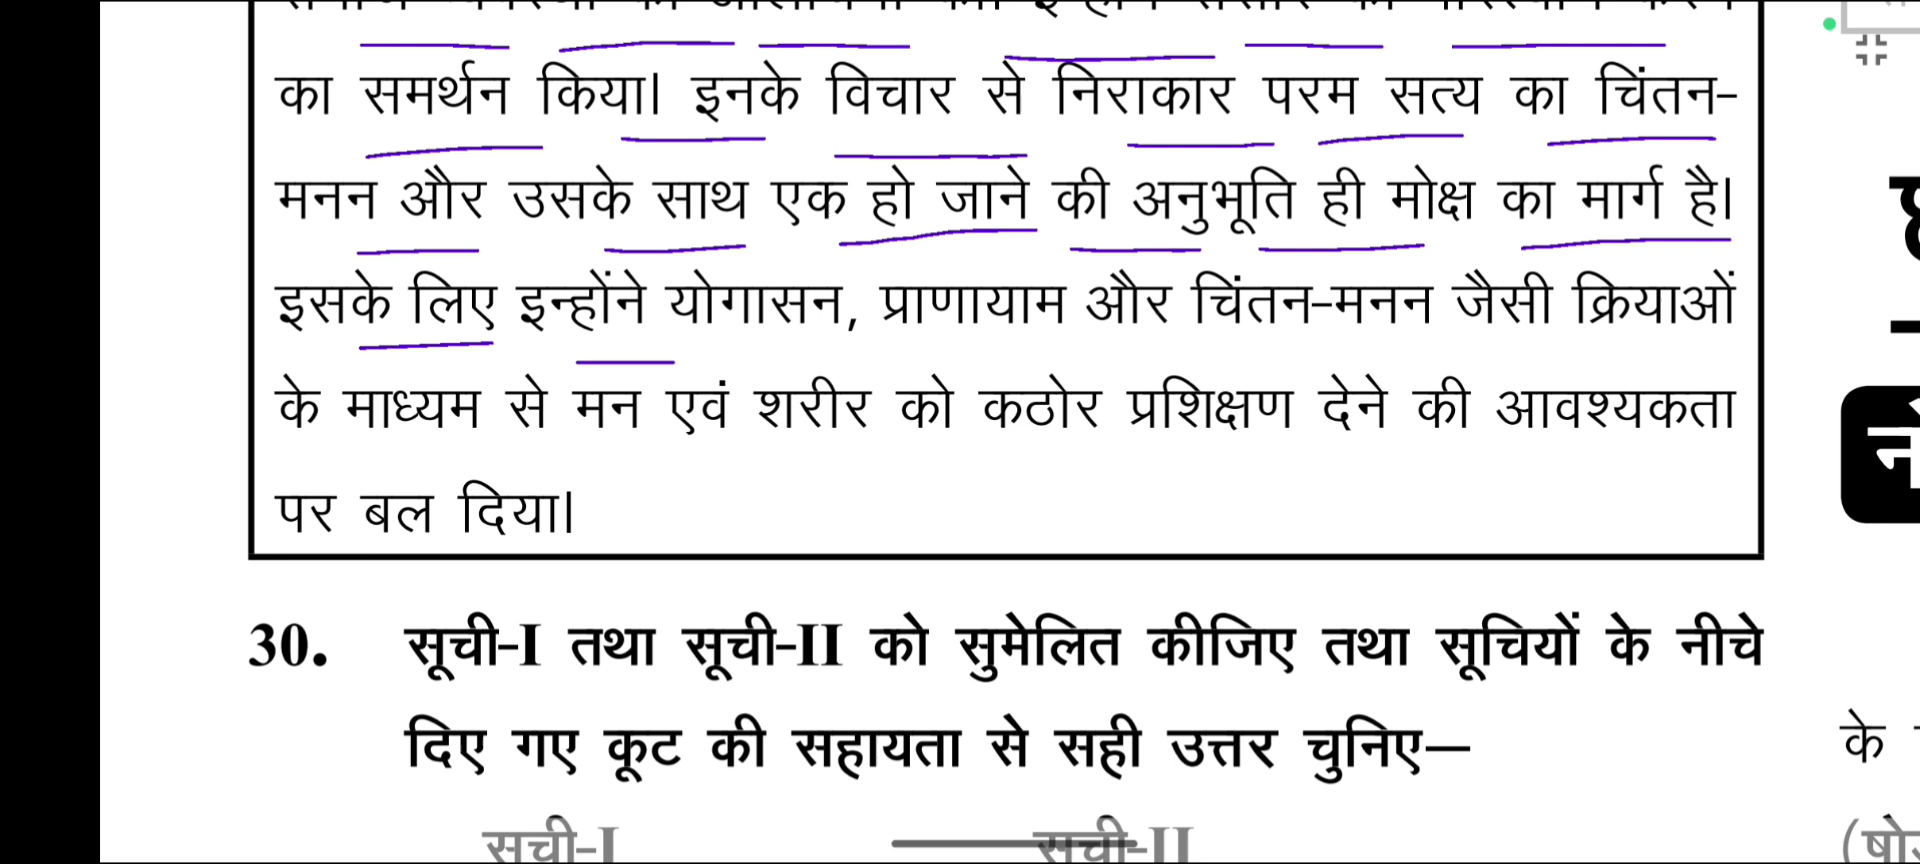 का समर्थन किया। इनके विचार से निराकार परम सत्य का चिंतन-
मनन और उसके साथ एक हो जाने की अनुभूति ही मोक्ष का मार्ग है।
इसके लिए इन्होंने योगासन, प्राणायाम और चिंतन-मनन जैसी क्रियाओं
के माध्यम से मन एवं शरीर को कठोर प्रशिक्षण देने की आवश्यकता
पर बल दिया।
30. सूची-I तथा सूची-II को सुमेलित कीजिए तथा सूचियों के नीचे
दिए गए कूट की सहायता से सही उत्तर चुनिए—
सूची-I सूची-II
के